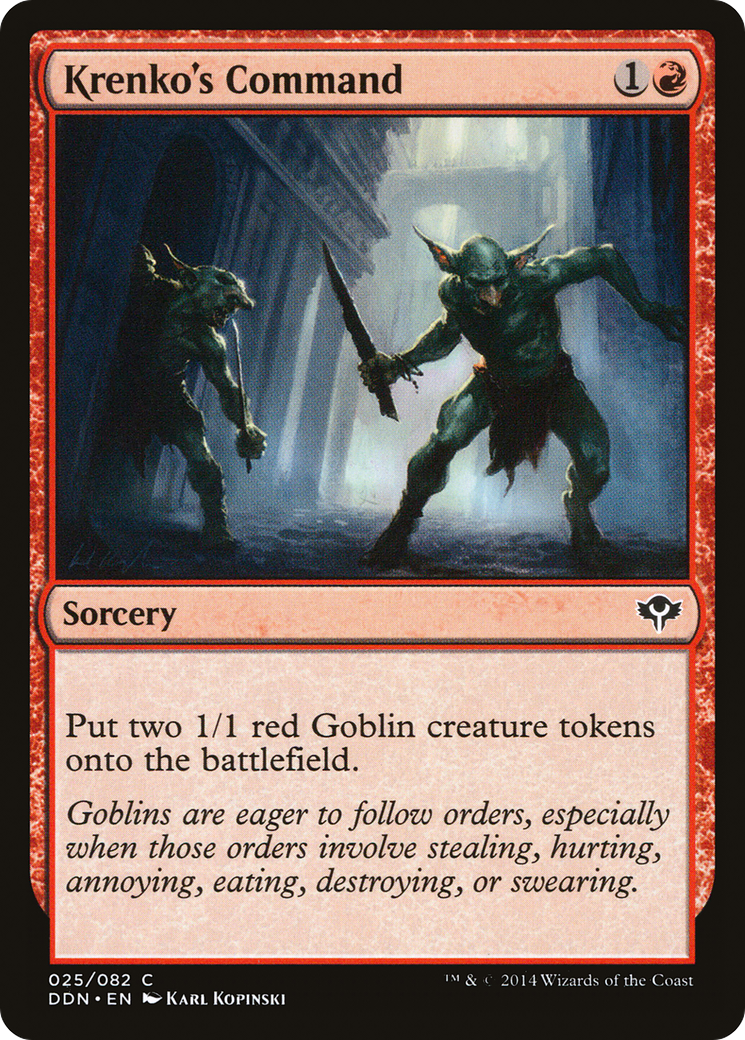 Krenko's Command 1
Sorcery
Put two 1/1 red Goblin creature tokens
onto the battlefield.
Goblins are eager to follow orders, especially
when those orders involve stealing, hurting,
annoying, eating, destroying, or swearing.
025/082 C
DDN • EN Karl Kopinski
™ & © 2014 Wizards of the Coast